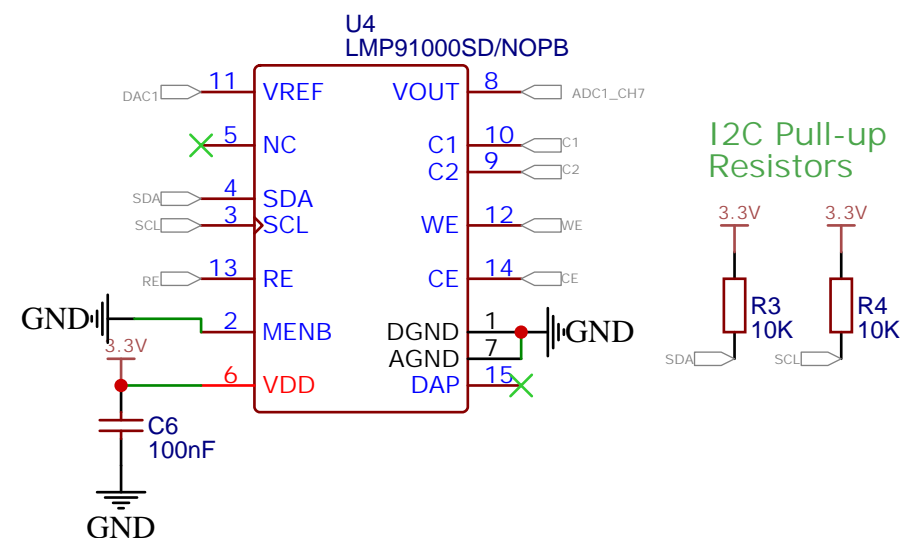 U4
LMP91000SD/NOPB
DAC1 11 VREF VOUT 8 ADC1_CH7
5 NC C1 10 C1
C2 9 C2
SDA 4 SDA
SCL 3 SCL WE 12 WE
RE 13 RE CE 14 CE
GND 2 MENB DGND 1 GND
AGND 7
3.3V
6 VDD DAP 15
C6
100nF
GND
I2C Pull-up
Resistors
3.3V 3.3V
R3 R4
10K 10K
SDA SCL